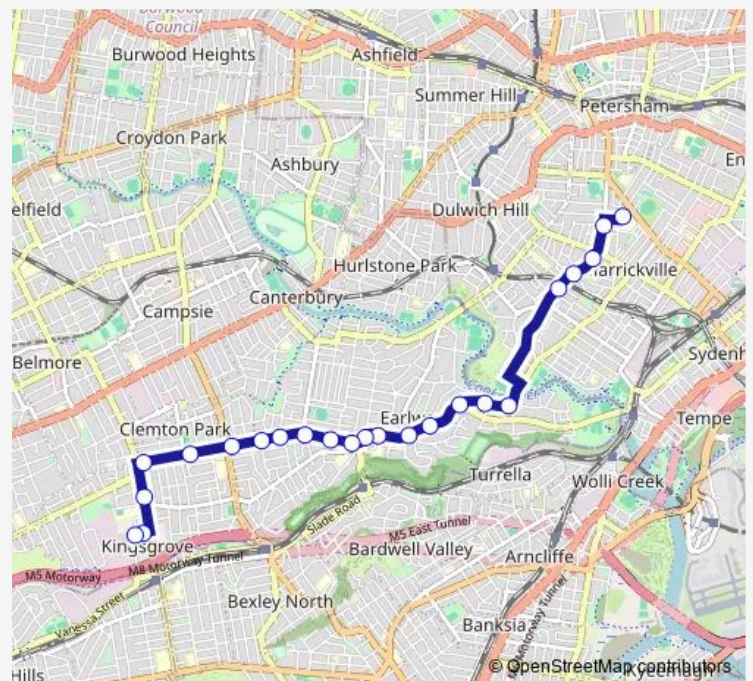 Burwood
Council
Burwood Heights
Ashfield
Summer Hill
Petersham
Croydon Park
Ashbury
En
elfield
Dulwich Hill
Hurlstone Park
arrickville
Canterbury
Campsie
Belmore
Sydenh
Earlw
Tempe
Clemton Park
Turrella
Wolli Creek
Slade Road
M5 East Tunnel
Kingsgrove
Bardwell Valley
Arncliffe
M8 Motorway Tunnel
M5 Motorway
Vanessa Street
Bexley North
Banksia
Motorway Tunnel
Hills
Kyeemagh
© OpenStreetMap contributors